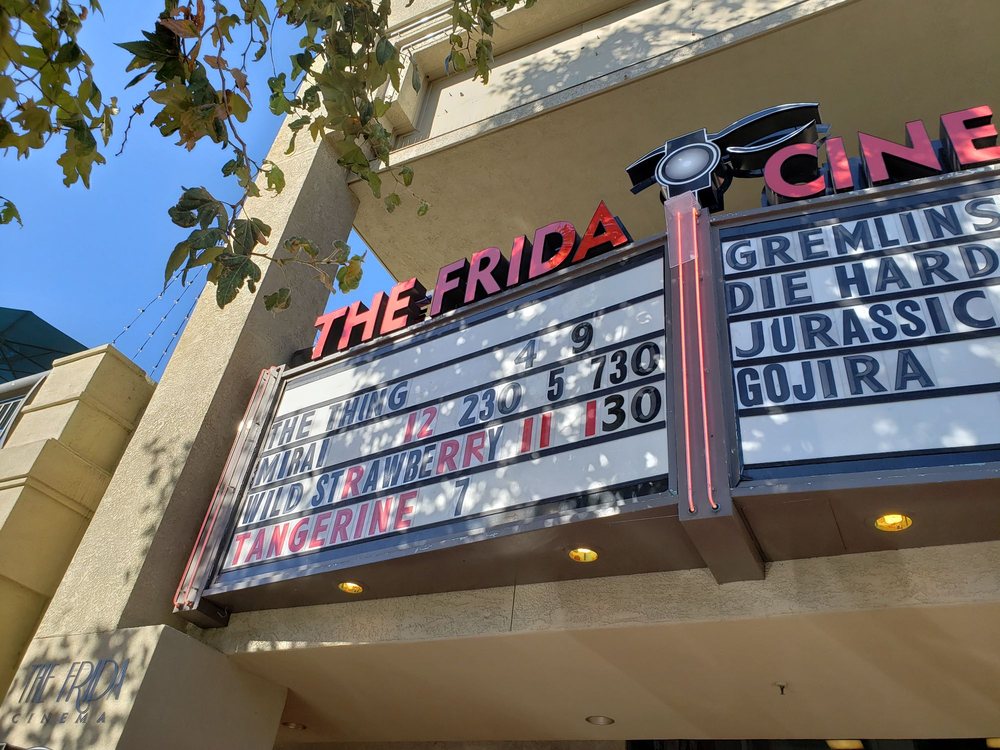 THE FRIDA CINE
THE THING 4 9
MIRAI 12 230 5 730
WILD STRAWBERRY 11 130
TANGERINE 7
GREMLINS
DIE HARD
JURASSIC
GOJIRA
THE FRIDA
CINEMA